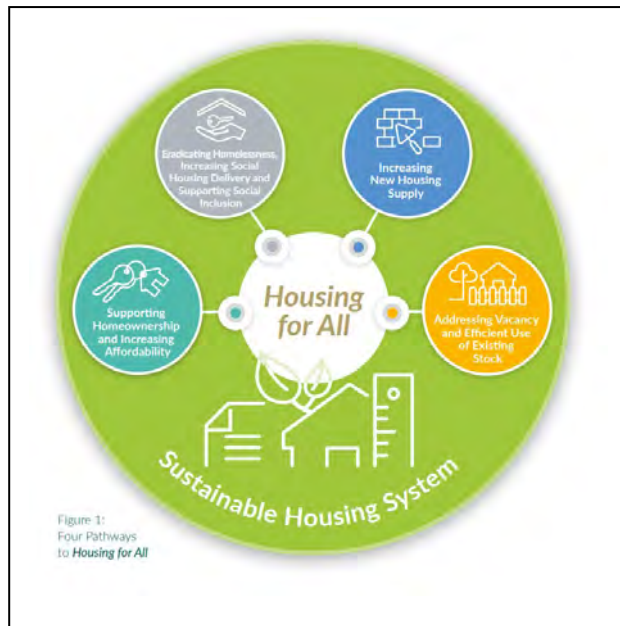 Eradicating Homelessness,
Increasing Social
Housing Delivery and
Supporting Social
Inclusion
Increasing
New Housing
Supply
Supporting
Homeownership
and Increasing
Affordability
Housing
for All
Addressing Vacancy
and Efficient Use
of Existing
Stock
Sustainable Housing System
Figure 1:
Four Pathways
to Housing for All